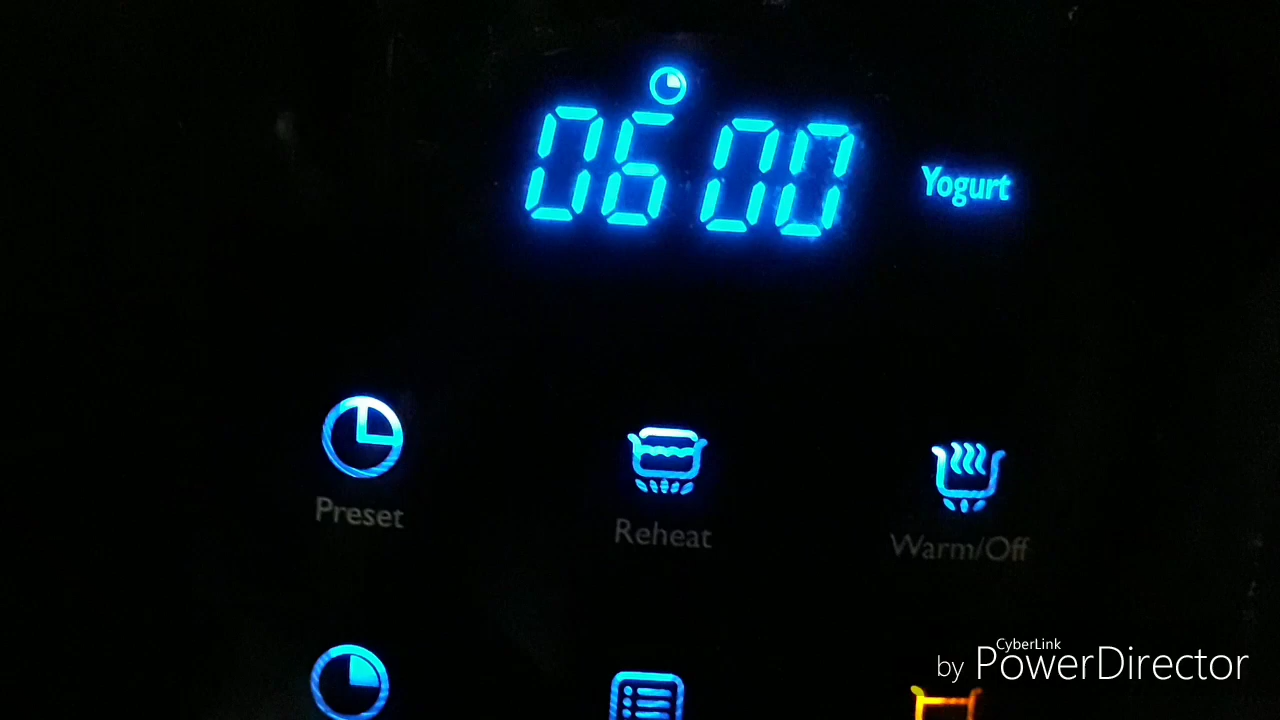 06 00
Yogurt
Preset
Reheat
Warm/Off
CyberLink
by PowerDirector